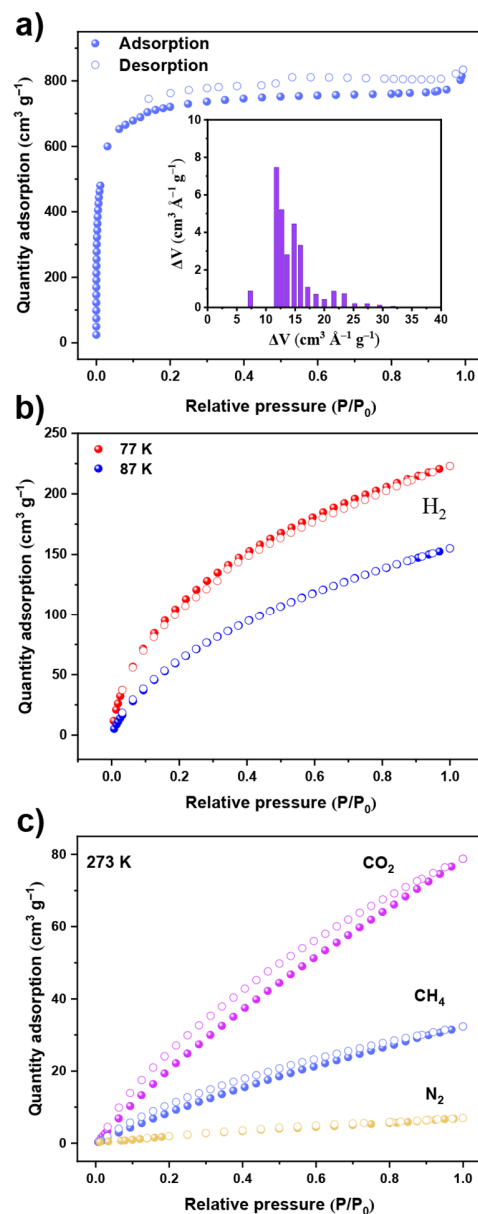 a)
Adsorption
Desorption
Quantity adsorption (cm³ g⁻¹)
800
600
400
200
0
0.0 0.2 0.4 0.6 0.8 1.0
Relative pressure (P/P₀)
ΔV (cm³ Å⁻¹ g⁻¹)
10
8
6
4
2
0
0 5 10 15 20 25 30 35 40
ΔV (cm³ Å⁻¹ g⁻¹)
b)
77 K
87 K
H₂
Quantity adsorption (cm³ g⁻¹)
250
200
150
100
50
0
0.0 0.2 0.4 0.6 0.8 1.0
Relative pressure (P/P₀)
c)
273 K
CO₂
CH₄
N₂
Quantity adsorption (cm³ g⁻¹)
80
60
40
20
0
0.0 0.2 0.4 0.6 0.8 1.0
Relative pressure (P/P₀)